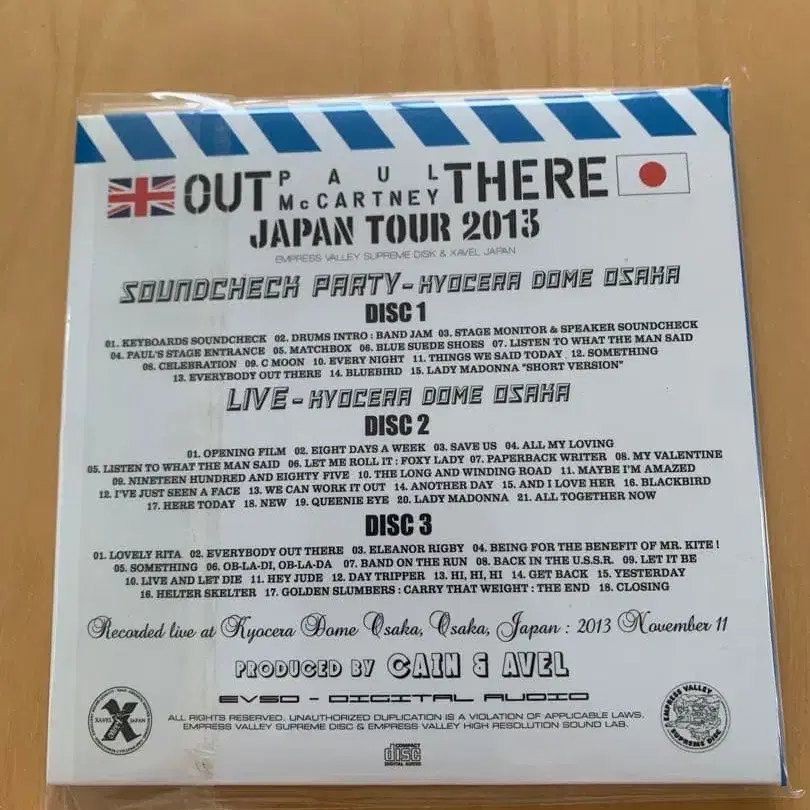 OUT PAUL McCARTNEY THERE
JAPAN TOUR 2013
EMPRESS VALLEY SUPREME DISK & XAVEL JAPAN
SOUNDCHECK PARTY - KYOCERA DOME OSAKA
DISC 1
01. KEYBOARDS SOUNDCHECK 02. DRUMS INTRO : BAND JAM 03. STAGE MONITOR & SPEAKER SOUNDCHECK
04. PAUL'S STAGE ENTRANCE 05. MATCHBOX 06. BLUE SUEDE SHOES 07. LISTEN TO WHAT THE MAN SAID
08. CELEBRATION 09. C MOON 10. EVERY NIGHT 11. THINGS WE SAID TODAY 12. SOMETHING
13. EVERYBODY OUT THERE 14. BLUEBIRD 15. LADY MADONNA "SHORT VERSION"
LIVE - KYOCERA DOME OSAKA
DISC 2
01. OPENING FILM 02. EIGHT DAYS A WEEK 03. SAVE US 04. ALL MY LOVING
05. LISTEN TO WHAT THE MAN SAID 06. LET ME ROLL IT : FOXY LADY 07. PAPERBACK WRITER 08. MY VALENTINE
09. NINETEEN HUNDRED AND EIGHTY FIVE 10. THE LONG AND WINDING ROAD 11. MAYBE I'M AMAZED
12. I'VE JUST SEEN A FACE 13. WE CAN WORK IT OUT 14. ANOTHER DAY 15. AND I LOVE HER 16. BLACKBIRD
17. HERE TODAY 18. NEW 19. QUEENIE EYE 20. LADY MADONNA 21. ALL TOGETHER NOW
DISC 3
01. LOVELY RITA 02. EVERYBODY OUT THERE 03. ELEANOR RIGBY 04. BEING FOR THE BENEFIT OF MR. KITE !
05. SOMETHING 06. OB-LA-DI, OB-LA-DA 07. BAND ON THE RUN 08. BACK IN THE U.S.S.R. 09. LET IT BE
10. LIVE AND LET DIE 11. HEY JUDE 12. DAY TRIPPER 13. HI, HI, HI 14. GET BACK 15. YESTERDAY
16. HELTER SKELTER 17. GOLDEN SLUMBERS : CARRY THAT WEIGHT : THE END 18. CLOSING
Recorded live at Kyocera Dome Osaka, Osaka, Japan : 2013 November 11
PRODUCED BY CAIN & AVEL
EVSD - DIGITAL AUDIO
ALL RIGHTS RESERVED. UNAUTHORIZED DUPLICATION IS A VIOLATION OF APPLICABLE LAWS.
EMPRESS VALLEY SUPREME DISC & EMPRESS VALLEY HIGH RESOLUTION SOUND LAB.
XAVEL JAPAN
EMPRESS VALLEY SUPREME DISC
COMPACT
disc
DIGITAL AUDIO